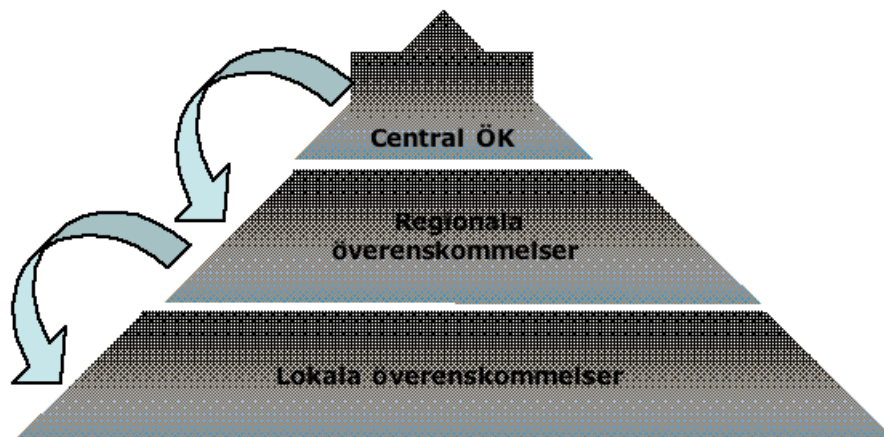 Central ÖK
Regionala
överenskommelser
Lokala överenskommelser